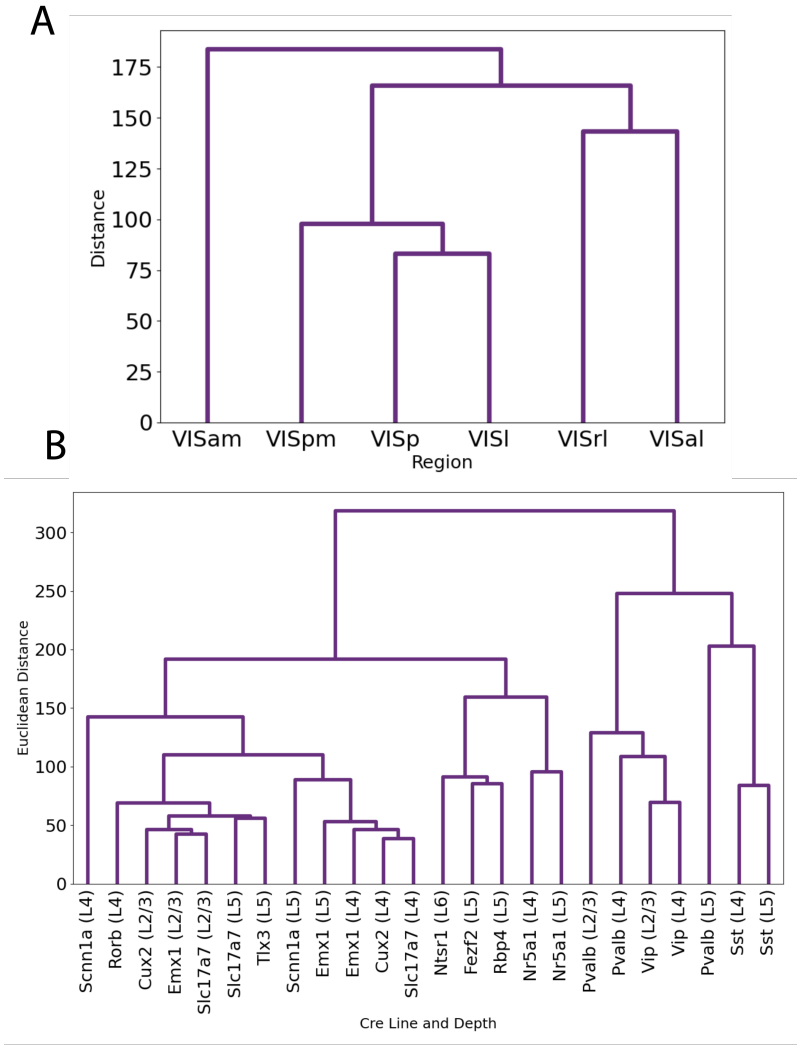 A
175
150
125
100
75
50
25
0
Distance
VISam VISpm VISp VISl VISrl VISal
Region
B
300
250
200
150
100
50
0
Euclidean Distance
Scnn1a (L4)
Rorb (L4)
Cux2 (L2/3)
Emx1 (L2/3)
Slc17a7 (L2/3)
Slc17a7 (L5)
Tlx3 (L5)
Scnn1a (L5)
Emx1 (L5)
Emx1 (L4)
Cux2 (L4)
Slc17a7 (L4)
Ntsr1 (L6)
Fezf2 (L5)
Rbp4 (L5)
Nr5a1 (L4)
Nr5a1 (L5)
Pvalb (L2/3)
Pvalb (L4)
Vip (L2/3)
Vip (L4)
Pvalb (L5)
Sst (L4)
Sst (L5)
Cre Line and Depth